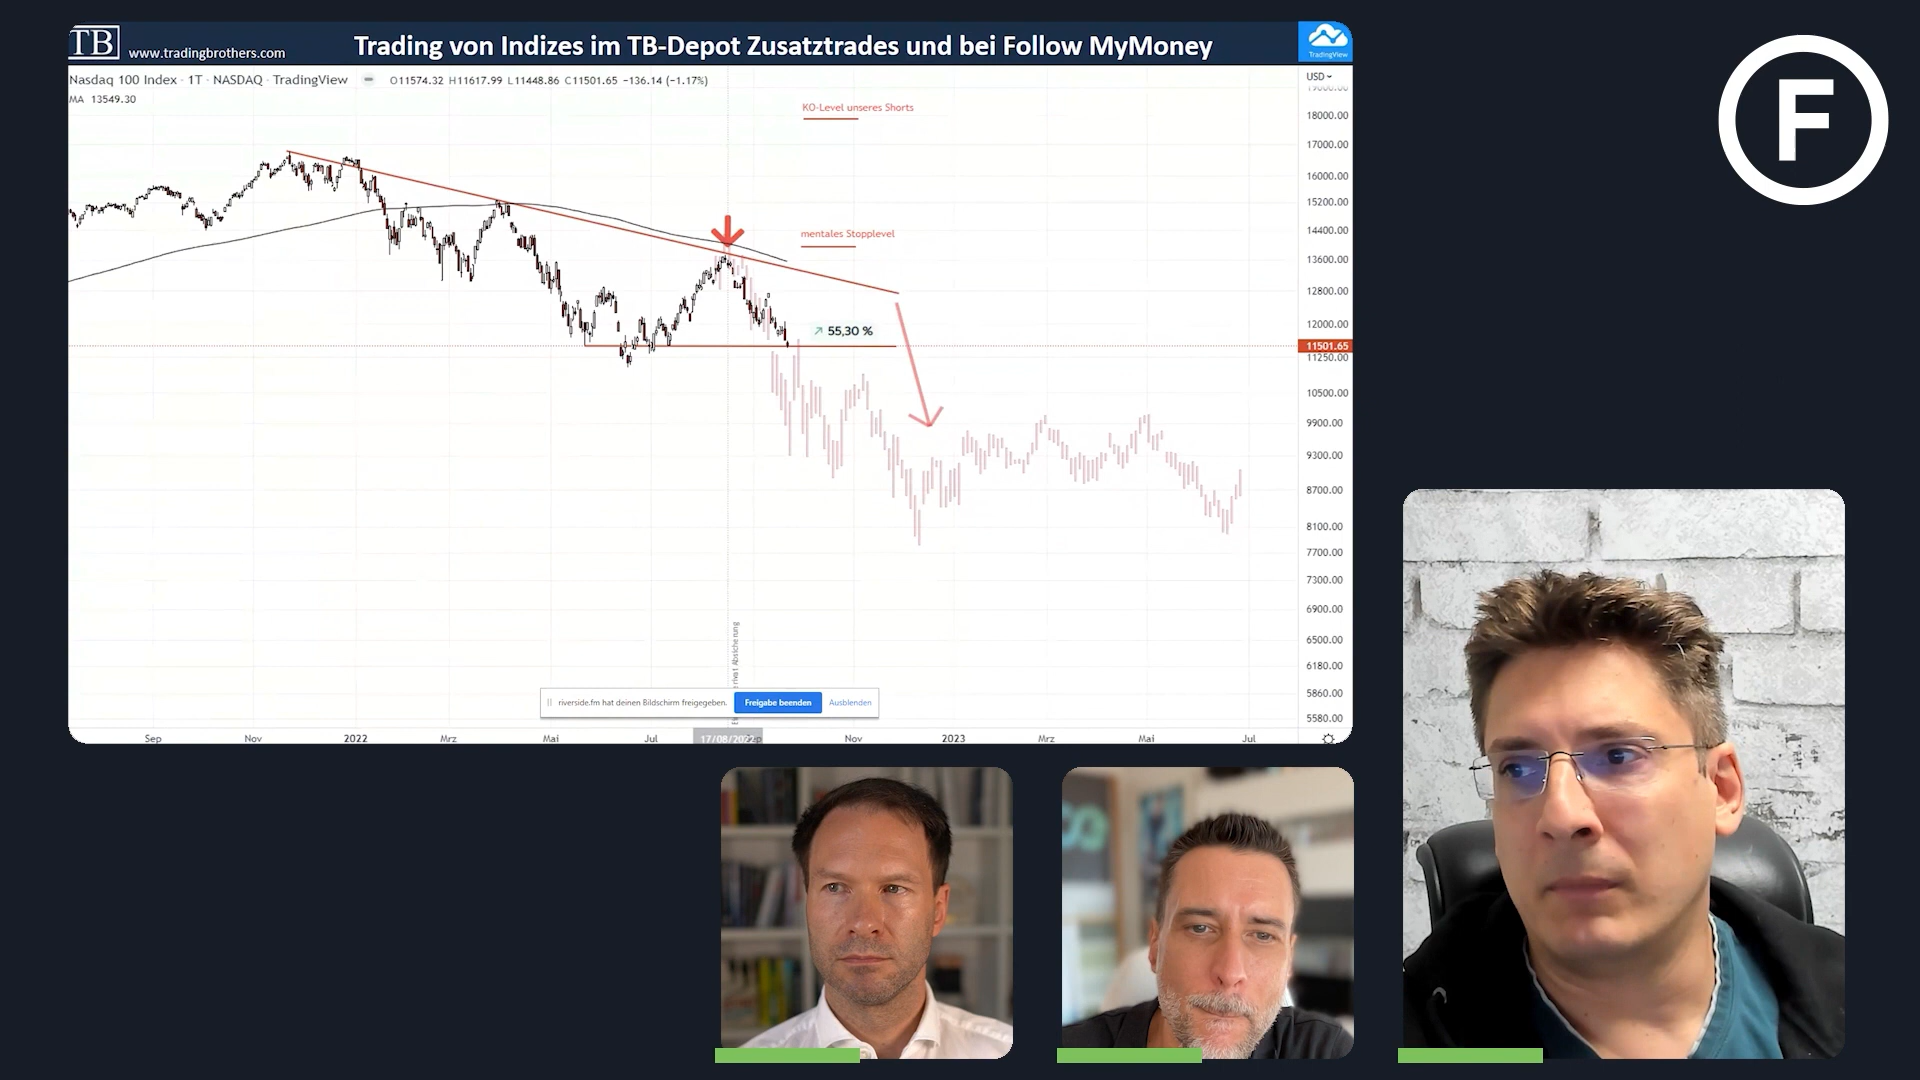 TB
www.tradingbrothers.com
Trading von Indizes im TB-Depot Zusatztrades und bei Follow MyMoney
TradingView
Nasdaq 100 Index · 1T · NASDAQ · TradingView
O11574.32 H11617.99 L11448.86 C11501.65 −136.14 (−1.17%)
MA 13549.30
USD
F
KO-Level unseres Shorts
mentales Stopplevel
55,30 %
19000.00
18000.00
17000.00
16000.00
15200.00
14400.00
13600.00
12800.00
12000.00
11501.65
11250.00
10500.00
9900.00
9300.00
8700.00
8100.00
7700.00
7300.00
6900.00
6500.00
6180.00
5860.00
5580.00
Absicherung
riverside.fm hat deinen Bildschirm freigegeben.
Freigabe beenden
Ausblenden
Sep
Nov
2022
Mrz
Mai
Jul
17/08/2022
Nov
2023
Mrz
Mai
Jul